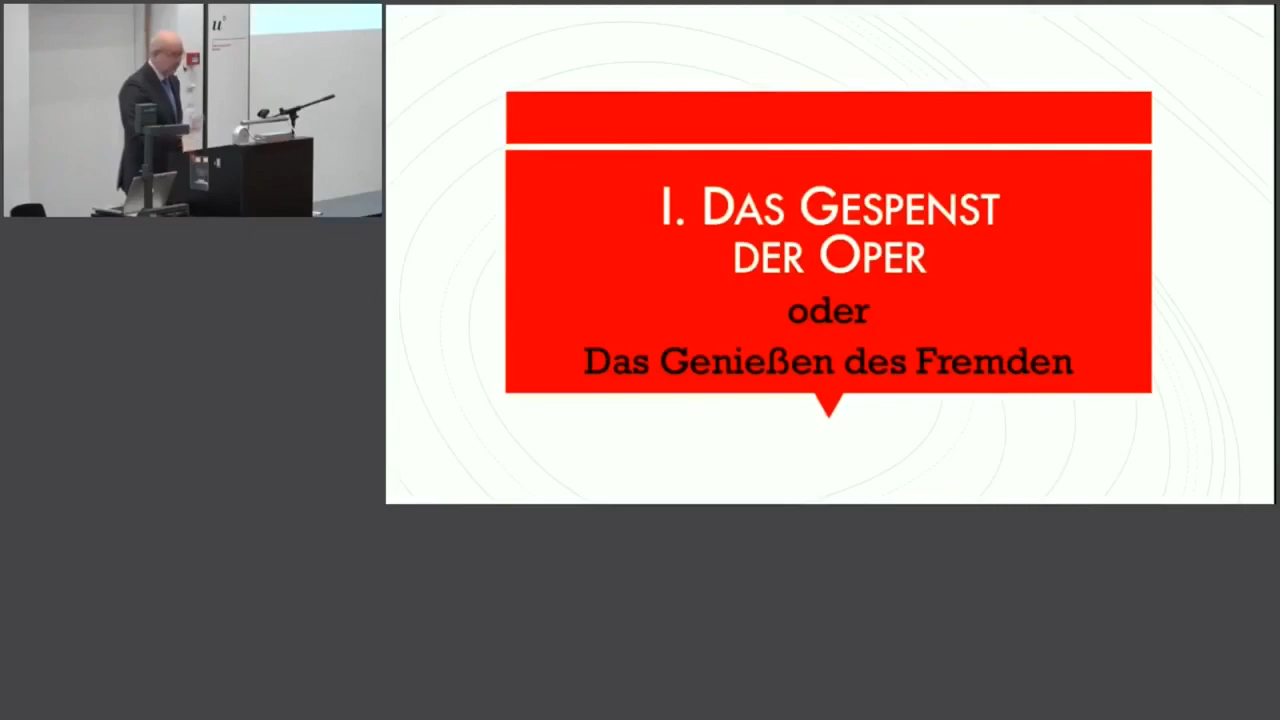 u
I. DAS GESPENST
DER OPER
oder
Das Genießen des Fremden